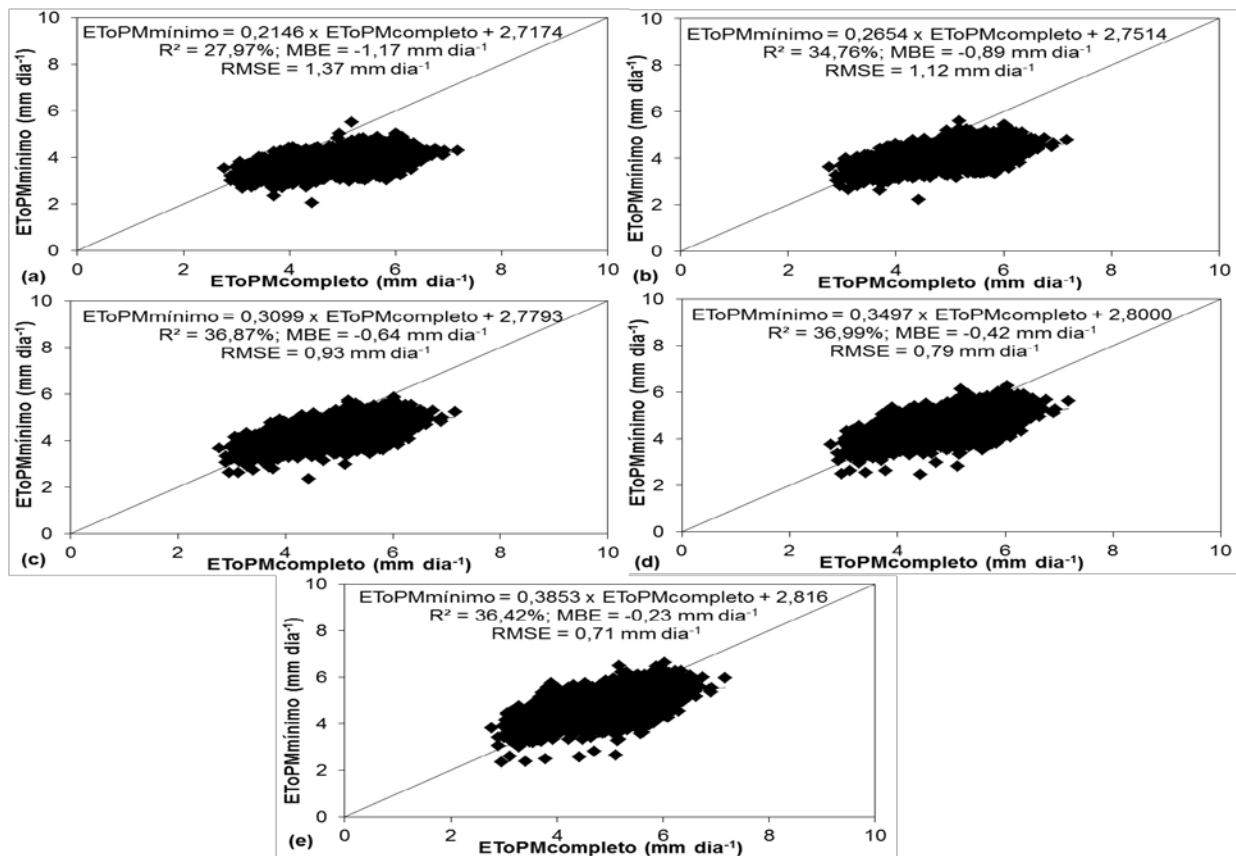 EToPMmínimo = 0,2146 x EToPMcompleto + 2,7174
R² = 27,97%; MBE = -1,17 mm dia⁻¹
RMSE = 1,37 mm dia⁻¹
EToPMmínimo (mm dia⁻¹)
10
8
6
4
2
0
0 2 4 6 8 10
(a) EToPMcompleto (mm dia⁻¹)
EToPMmínimo = 0,2654 x EToPMcompleto + 2,7514
R² = 34,76%; MBE = -0,89 mm dia⁻¹
RMSE = 1,12 mm dia⁻¹
EToPMmínimo (mm dia⁻¹)
10
8
6
4
2
0
0 2 4 6 8 10
(b) EToPMcompleto (mm dia⁻¹)
EToPMmínimo = 0,3099 x EToPMcompleto + 2,7793
R² = 36,87%; MBE = -0,64 mm dia⁻¹
RMSE = 0,93 mm dia⁻¹
EToPMmínimo (mm dia⁻¹)
10
8
6
4
2
0
0 2 4 6 8 10
(c) EToPMcompleto (mm dia⁻¹)
EToPMmínimo = 0,3497 x EToPMcompleto + 2,8000
R² = 36,99%; MBE = -0,42 mm dia⁻¹
RMSE = 0,79 mm dia⁻¹
EToPMmínimo (mm dia⁻¹)
10
8
6
4
2
0
0 2 4 6 8 10
(d) EToPMcompleto (mm dia⁻¹)
EToPMmínimo = 0,3853 x EToPMcompleto + 2,816
R² = 36,42%; MBE = -0,23 mm dia⁻¹
RMSE = 0,71 mm dia⁻¹
EToPMmínimo (mm dia⁻¹)
10
8
6
4
2
0
0 2 4 6 8 10
(e) EToPMcompleto (mm dia⁻¹)